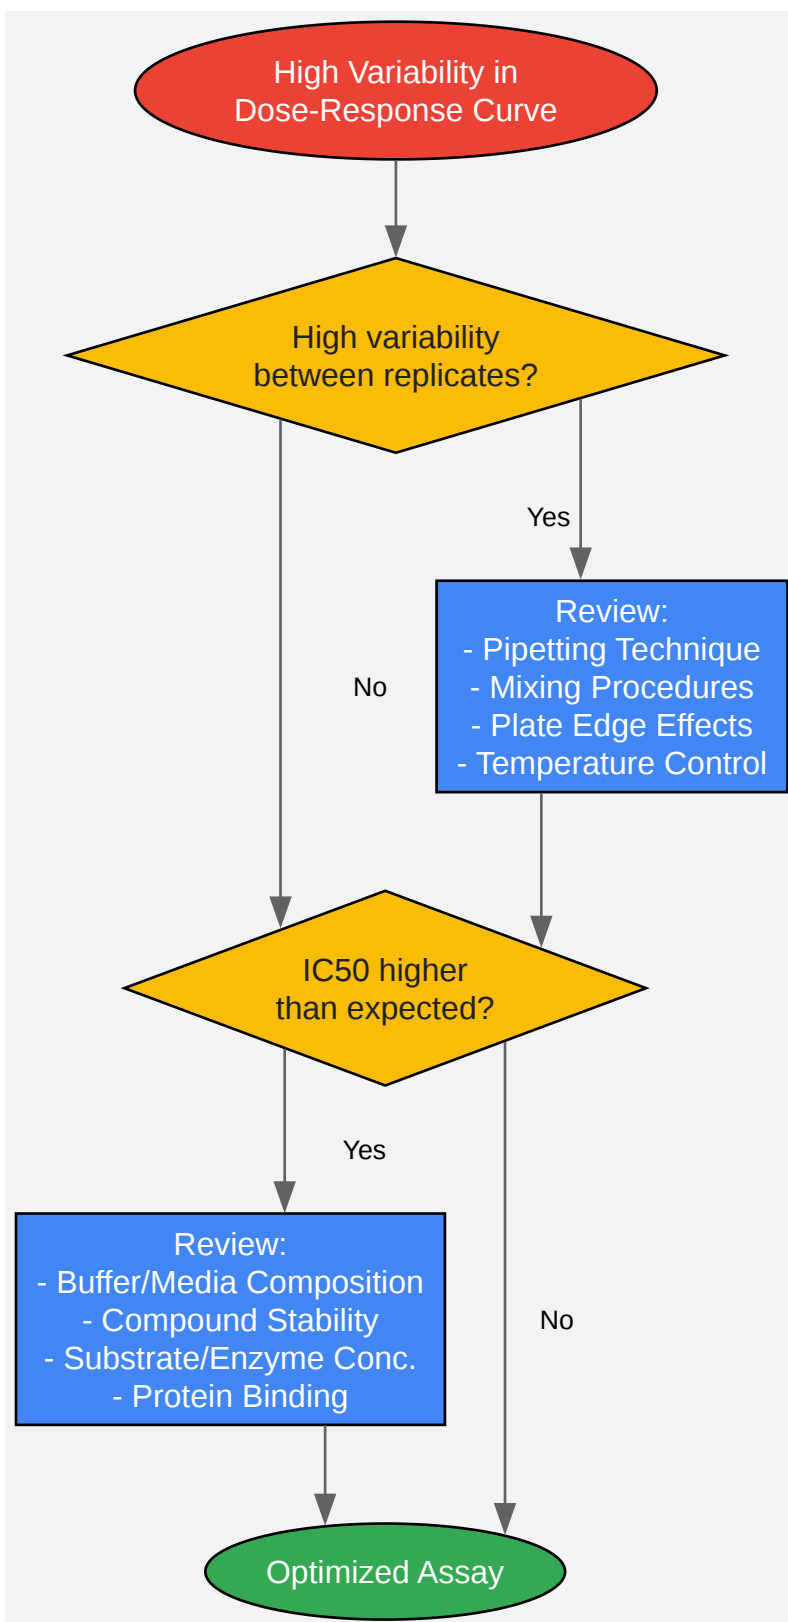 High Variability in
Dose-Response Curve
High variability
between replicates?
Yes
Review:
- Pipetting Technique
- Mixing Procedures
- Plate Edge Effects
- Temperature Control
No
IC50 higher
than expected?
Yes
Review:
- Buffer/Media Composition
- Compound Stability
- Substrate/Enzyme Conc.
- Protein Binding
No
Optimized Assay